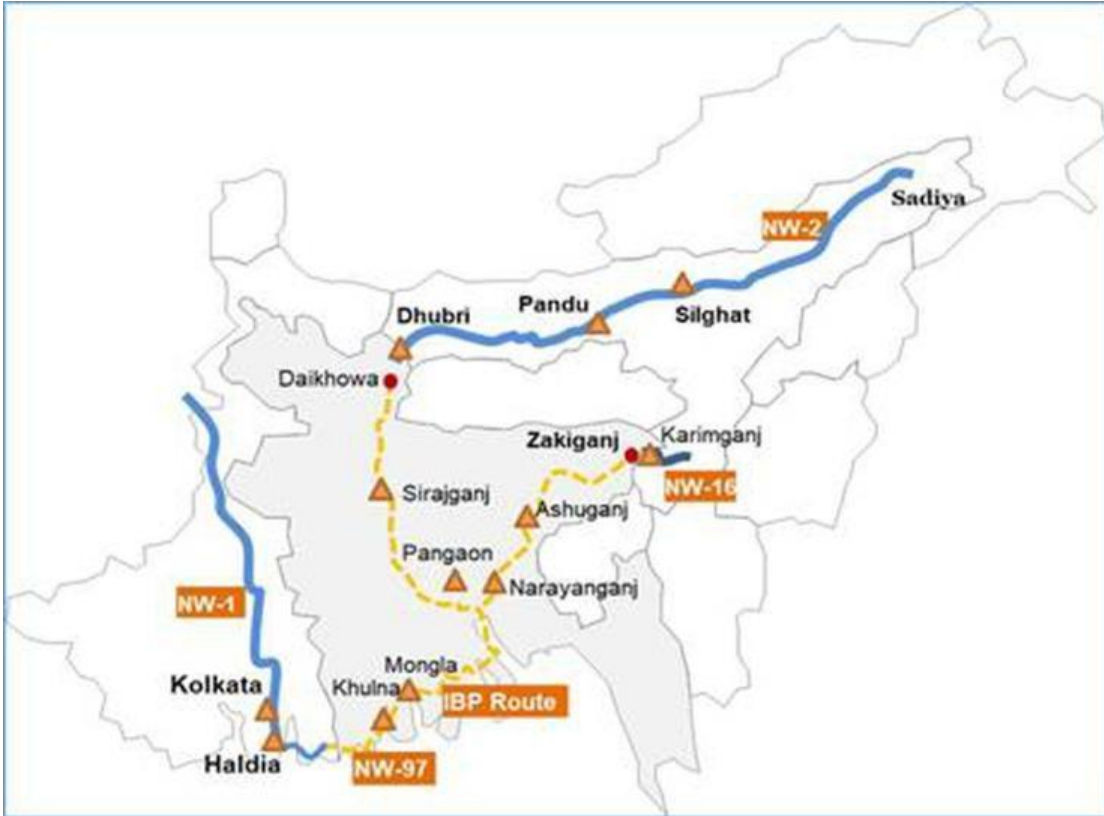 Sadiya
NW-2
Pandu
Silghat
Dhubri
Daikhowa
Zakiganj
Karimganj
NW-16
Sirajganj
Ashuganj
Pangaon
Narayanganj
NW-1
Mongla
Kolkata
Khulna
IBP Route
Haldia
NW-97